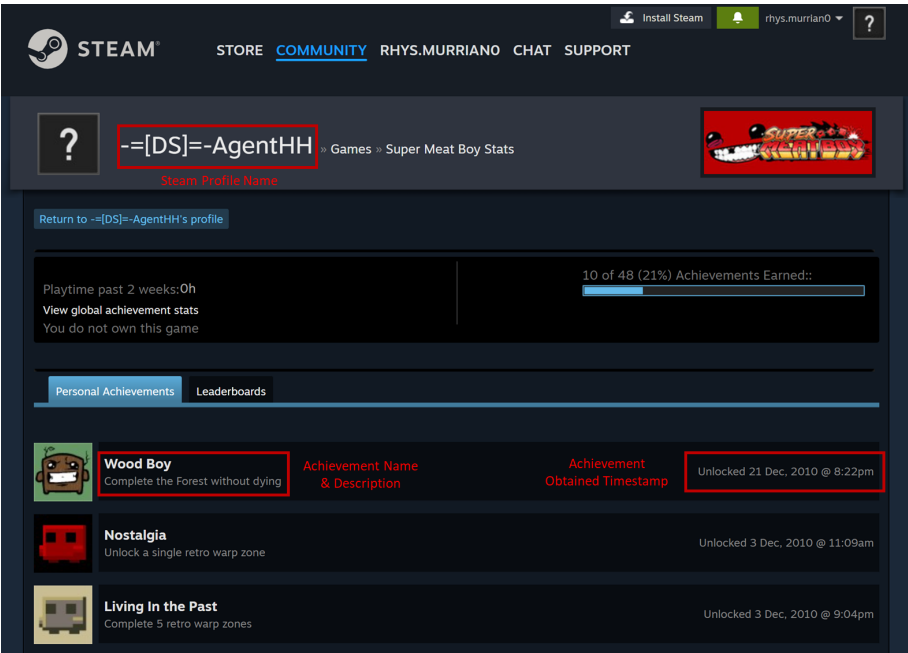 Install Steam
rhys.murrian0
?
STEAM®
STORE COMMUNITY RHYS.MURRIAN0 CHAT SUPPORT
?
-=[DS]=-AgentHH » Games » Super Meat Boy Stats
SUPER
MEAT BOY
Steam Profile Name
Return to -=[DS]=-AgentHH's profile
10 of 48 (21%) Achievements Earned::
Playtime past 2 weeks:0h
View global achievement stats
You do not own this game
Personal Achievements Leaderboards
Wood Boy
Complete the Forest without dying
Achievement Name
& Description
Achievement
Obtained Timestamp
Unlocked 21 Dec, 2010 @ 8:22pm
Nostalgia
Unlock a single retro warp zone
Unlocked 3 Dec, 2010 @ 11:09am
Living In the Past
Complete 5 retro warp zones
Unlocked 3 Dec, 2010 @ 9:04pm